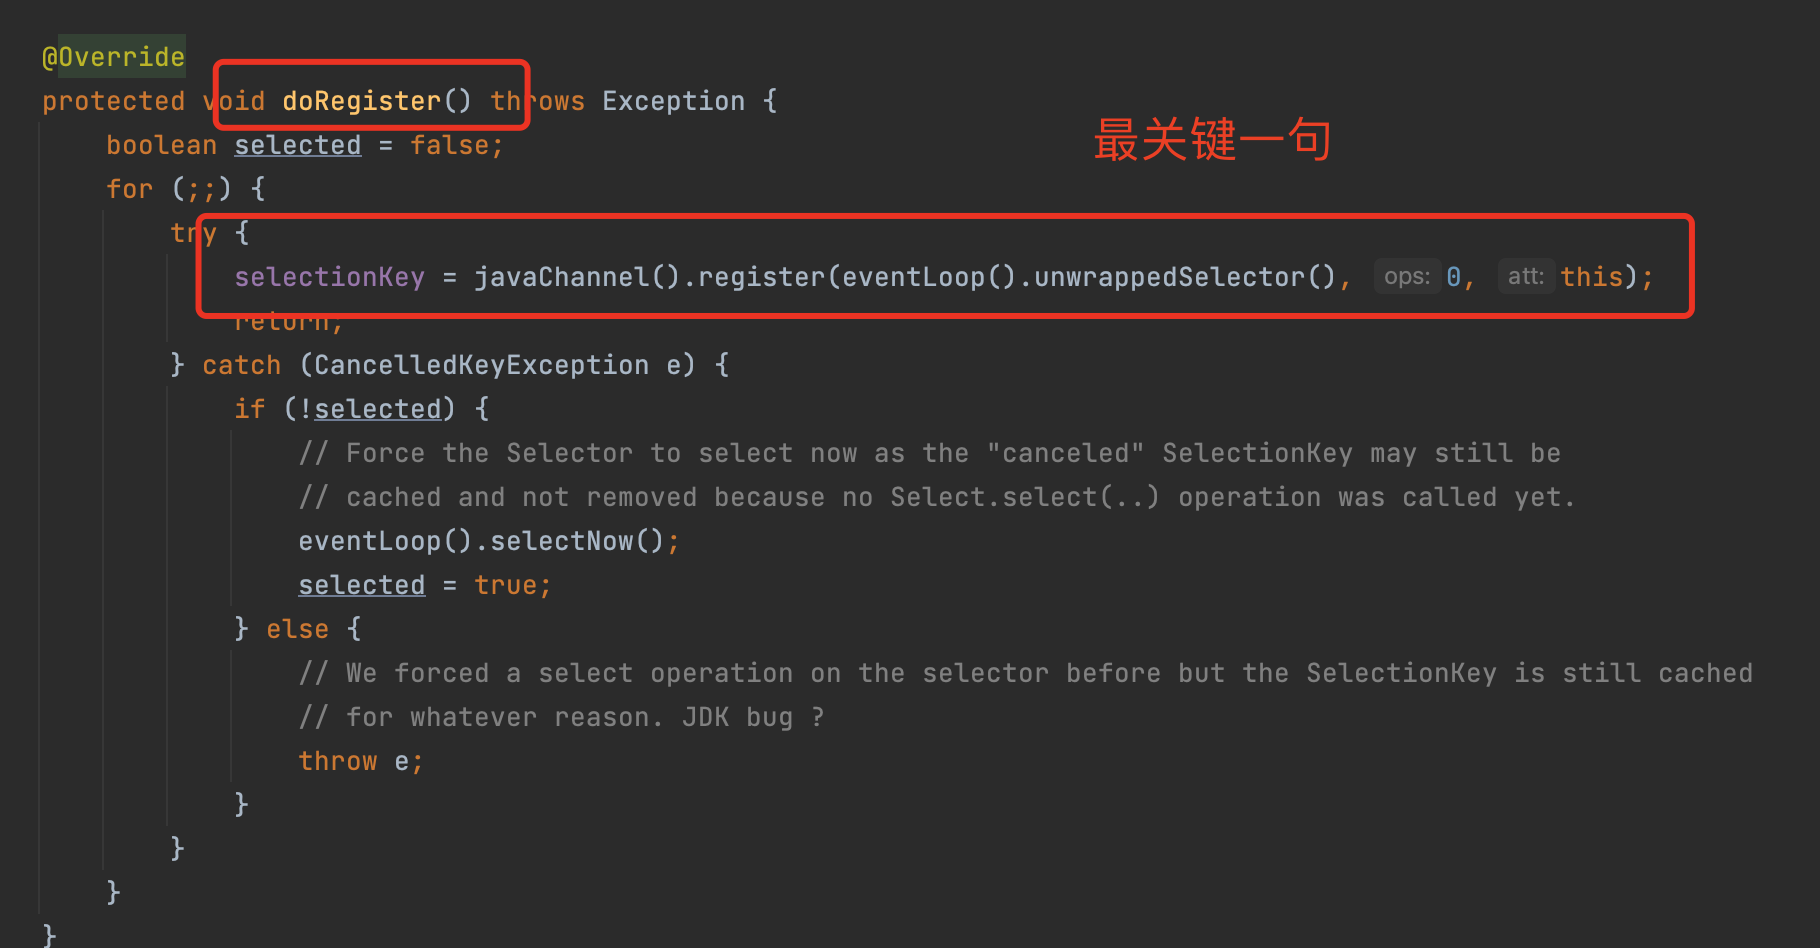 @Override
protected void doRegister() throws Exception {
最关键一句
boolean selected = false;
for (;;) {
try {
selectionKey = javaChannel().register(eventLoop().unwrappedSelector(), ops: 0, att: this);
return;
} catch (CancelledKeyException e) {
if (!selected) {
// Force the Selector to select now as the "canceled" SelectionKey may still be
// cached and not removed because no Select.select(..) operation was called yet.
eventLoop().selectNow();
selected = true;
} else {
// We forced a select operation on the selector before but the SelectionKey is still cached
// for whatever reason. JDK bug ?
throw e;
}
}
}
}